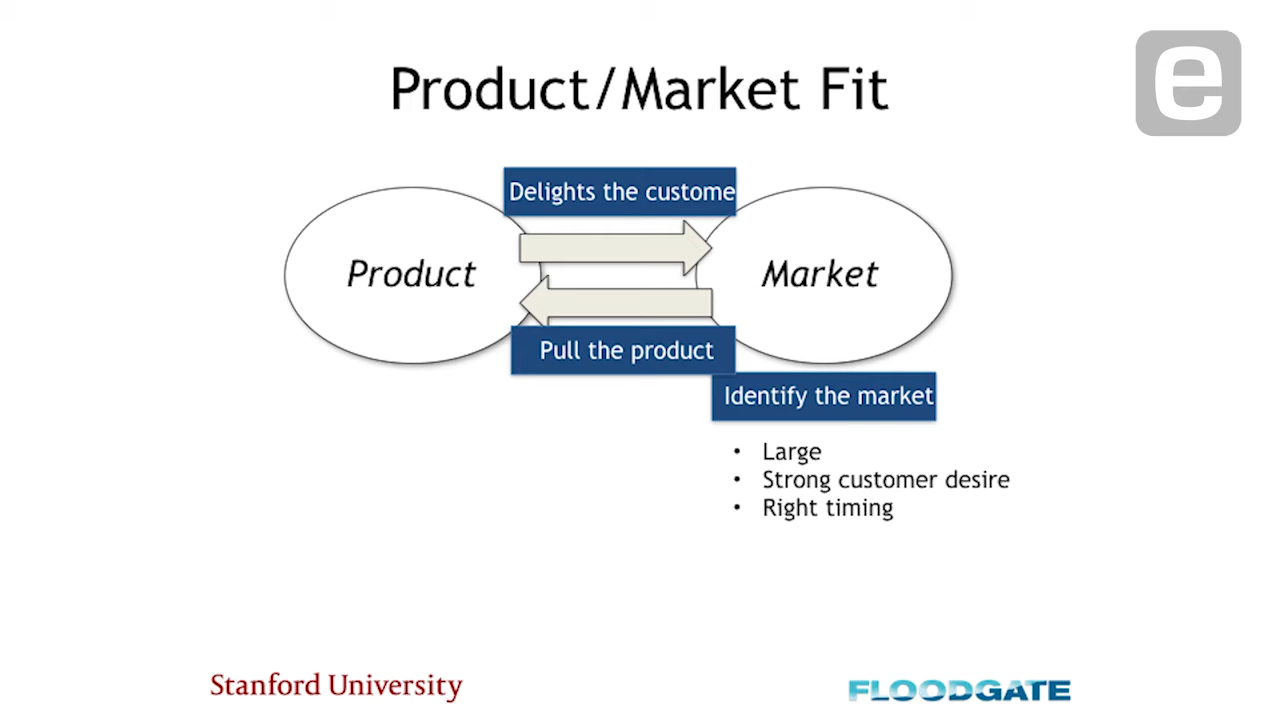 Product/Market Fit
e
Delights the custome
Product
Market
Pull the product
Identify the market
• Large
• Strong customer desire
• Right timing
Stanford University
FLOODGATE